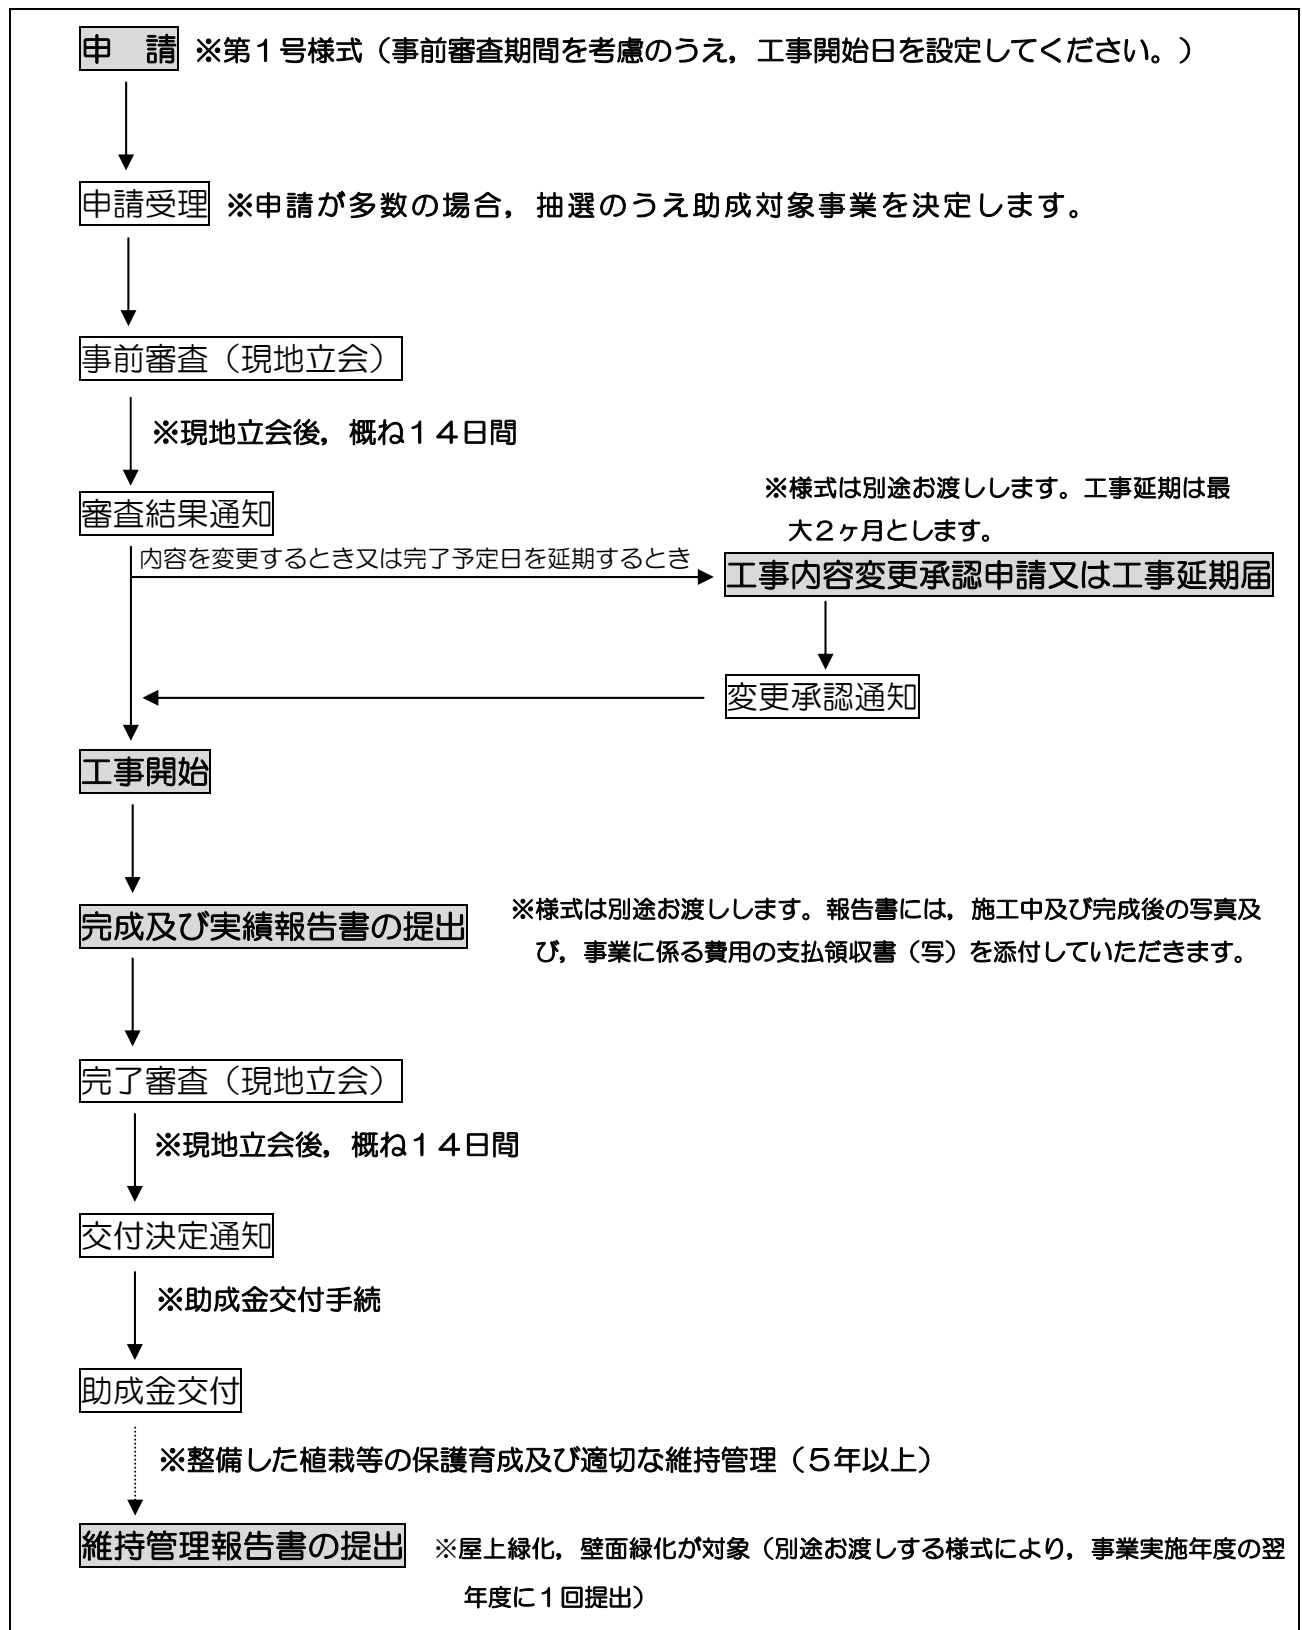 申　請 ※第１号様式（事前審査期間を考慮のうえ，工事開始日を設定してください。）
申請受理 ※申請が多数の場合，抽選のうえ助成対象事業を決定します。
事前審査（現地立会）
※現地立会後，概ね１４日間
審査結果通知
※様式は別途お渡しします。工事延期は最
大２ヶ月とします。
内容を変更するとき又は完了予定日を延期するとき
工事内容変更承認申請又は工事延期届
変更承認通知
工事開始
完成及び実績報告書の提出
※様式は別途お渡しします。報告書には，施工中及び完成後の写真及
び，事業に係る費用の支払領収書（写）を添付していただきます。
完了審査（現地立会）
※現地立会後，概ね１４日間
交付決定通知
※助成金交付手続
助成金交付
※整備した植栽等の保護育成及び適切な維持管理（５年以上）
維持管理報告書の提出 ※屋上緑化，壁面緑化が対象（別途お渡しする様式により，事業実施年度の翌
年度に１回提出）